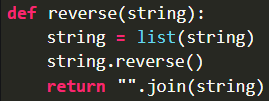 def reverse(string):
    string = list(string)
    string.reverse()
    return "".join(string)